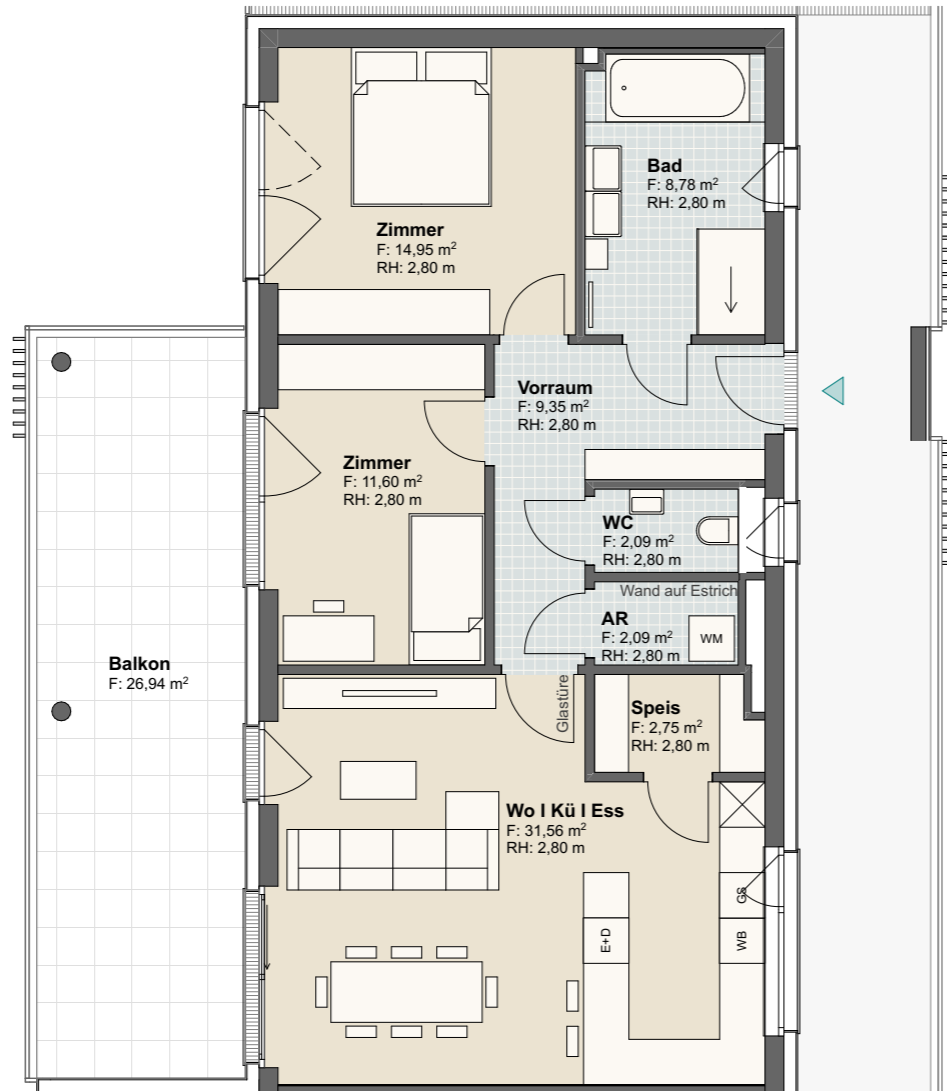 Bad
F: 8,78 m²
RH: 2,80 m
Zimmer
F: 14,95 m²
RH: 2,80 m
Vorraum
F: 9,35 m²
RH: 2,80 m
Zimmer
F: 11,60 m²
RH: 2,80 m
WC
F: 2,09 m²
RH: 2,80 m
Wand auf Estrich
AR
F: 2,09 m²
RH: 2,80 m
WM
Balkon
F: 26,94 m²
Glastüre
Speis
F: 2,75 m²
RH: 2,80 m
Wo I Kü I Ess
F: 31,56 m²
RH: 2,80 m
GS
E+D
WB